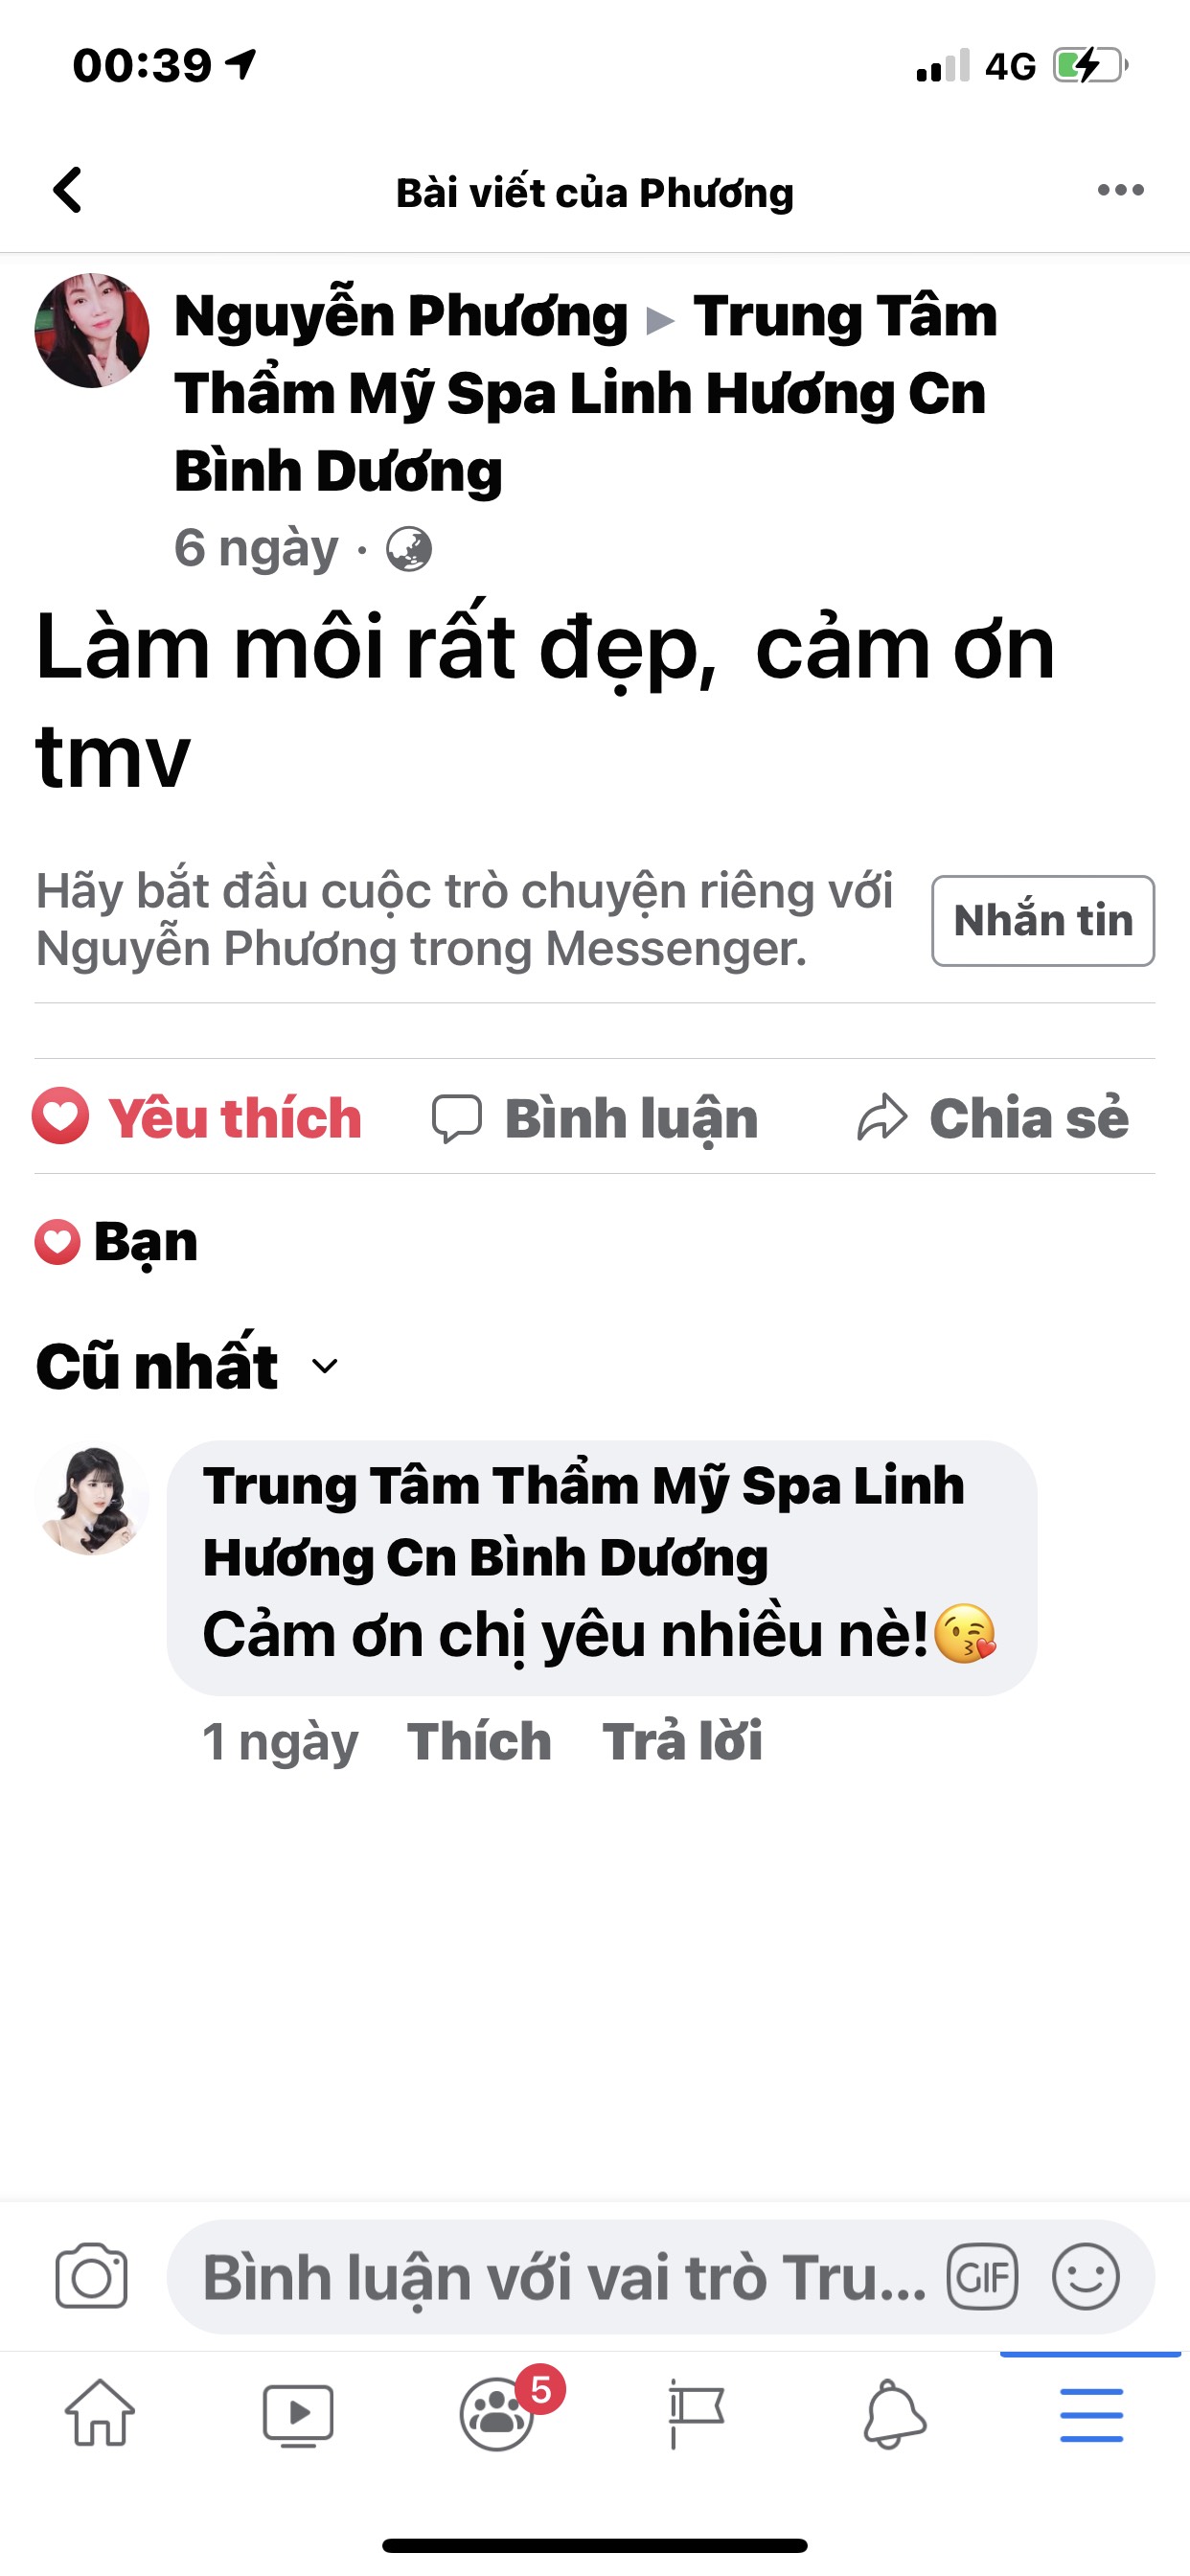 00:39
4G
Bài viết của Phương
Nguyễn Phương ▸ Trung Tâm
Thẩm Mỹ Spa Linh Hương Cn
Bình Dương
6 ngày ·
Làm môi rất đẹp, cảm ơn
tmv
Hãy bắt đầu cuộc trò chuyện riêng với
Nguyễn Phương trong Messenger.
Nhắn tin
Yêu thích
Bình luận
Chia sẻ
Bạn
Cũ nhất
Trung Tâm Thẩm Mỹ Spa Linh
Hương Cn Bình Dương
Cảm ơn chị yêu nhiều nè!😘
1 ngày Thích Trả lời
Bình luận với vai trò Tru...
GIF
5